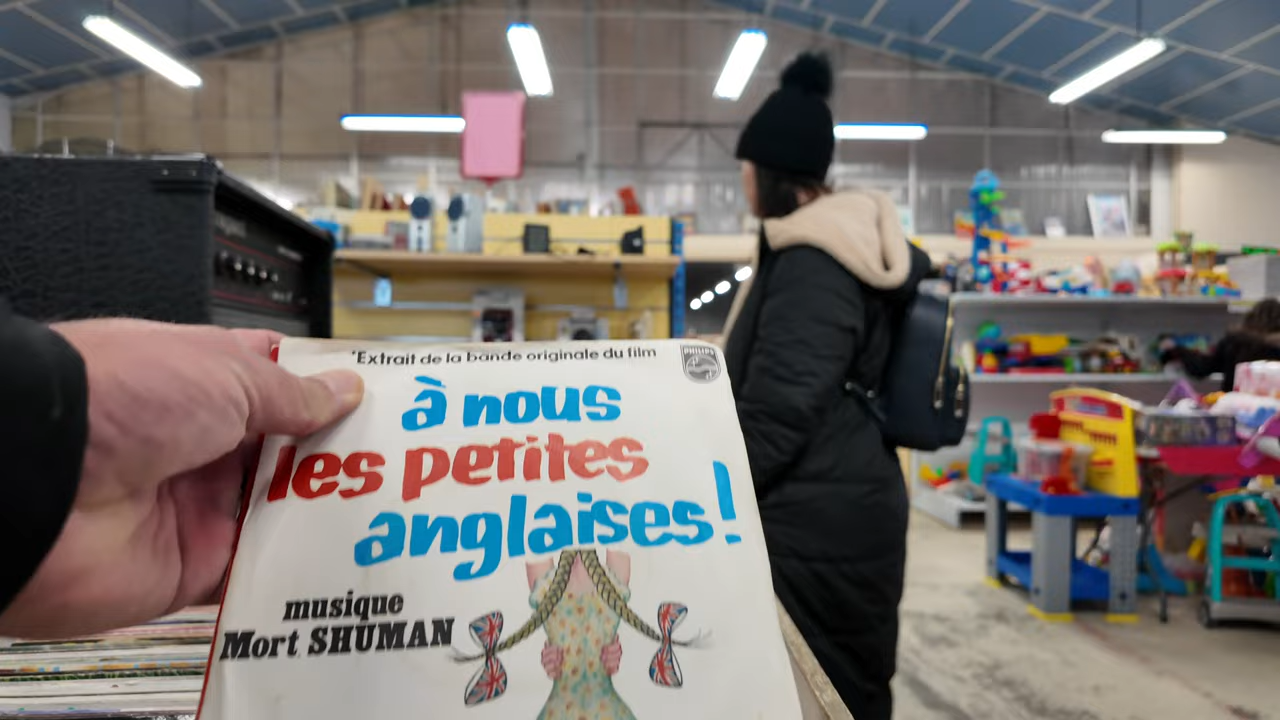 *Extrait de la bande originale du film
PHILIPS
à nous
les petites
anglaises!
musique
Mort SHUMAN